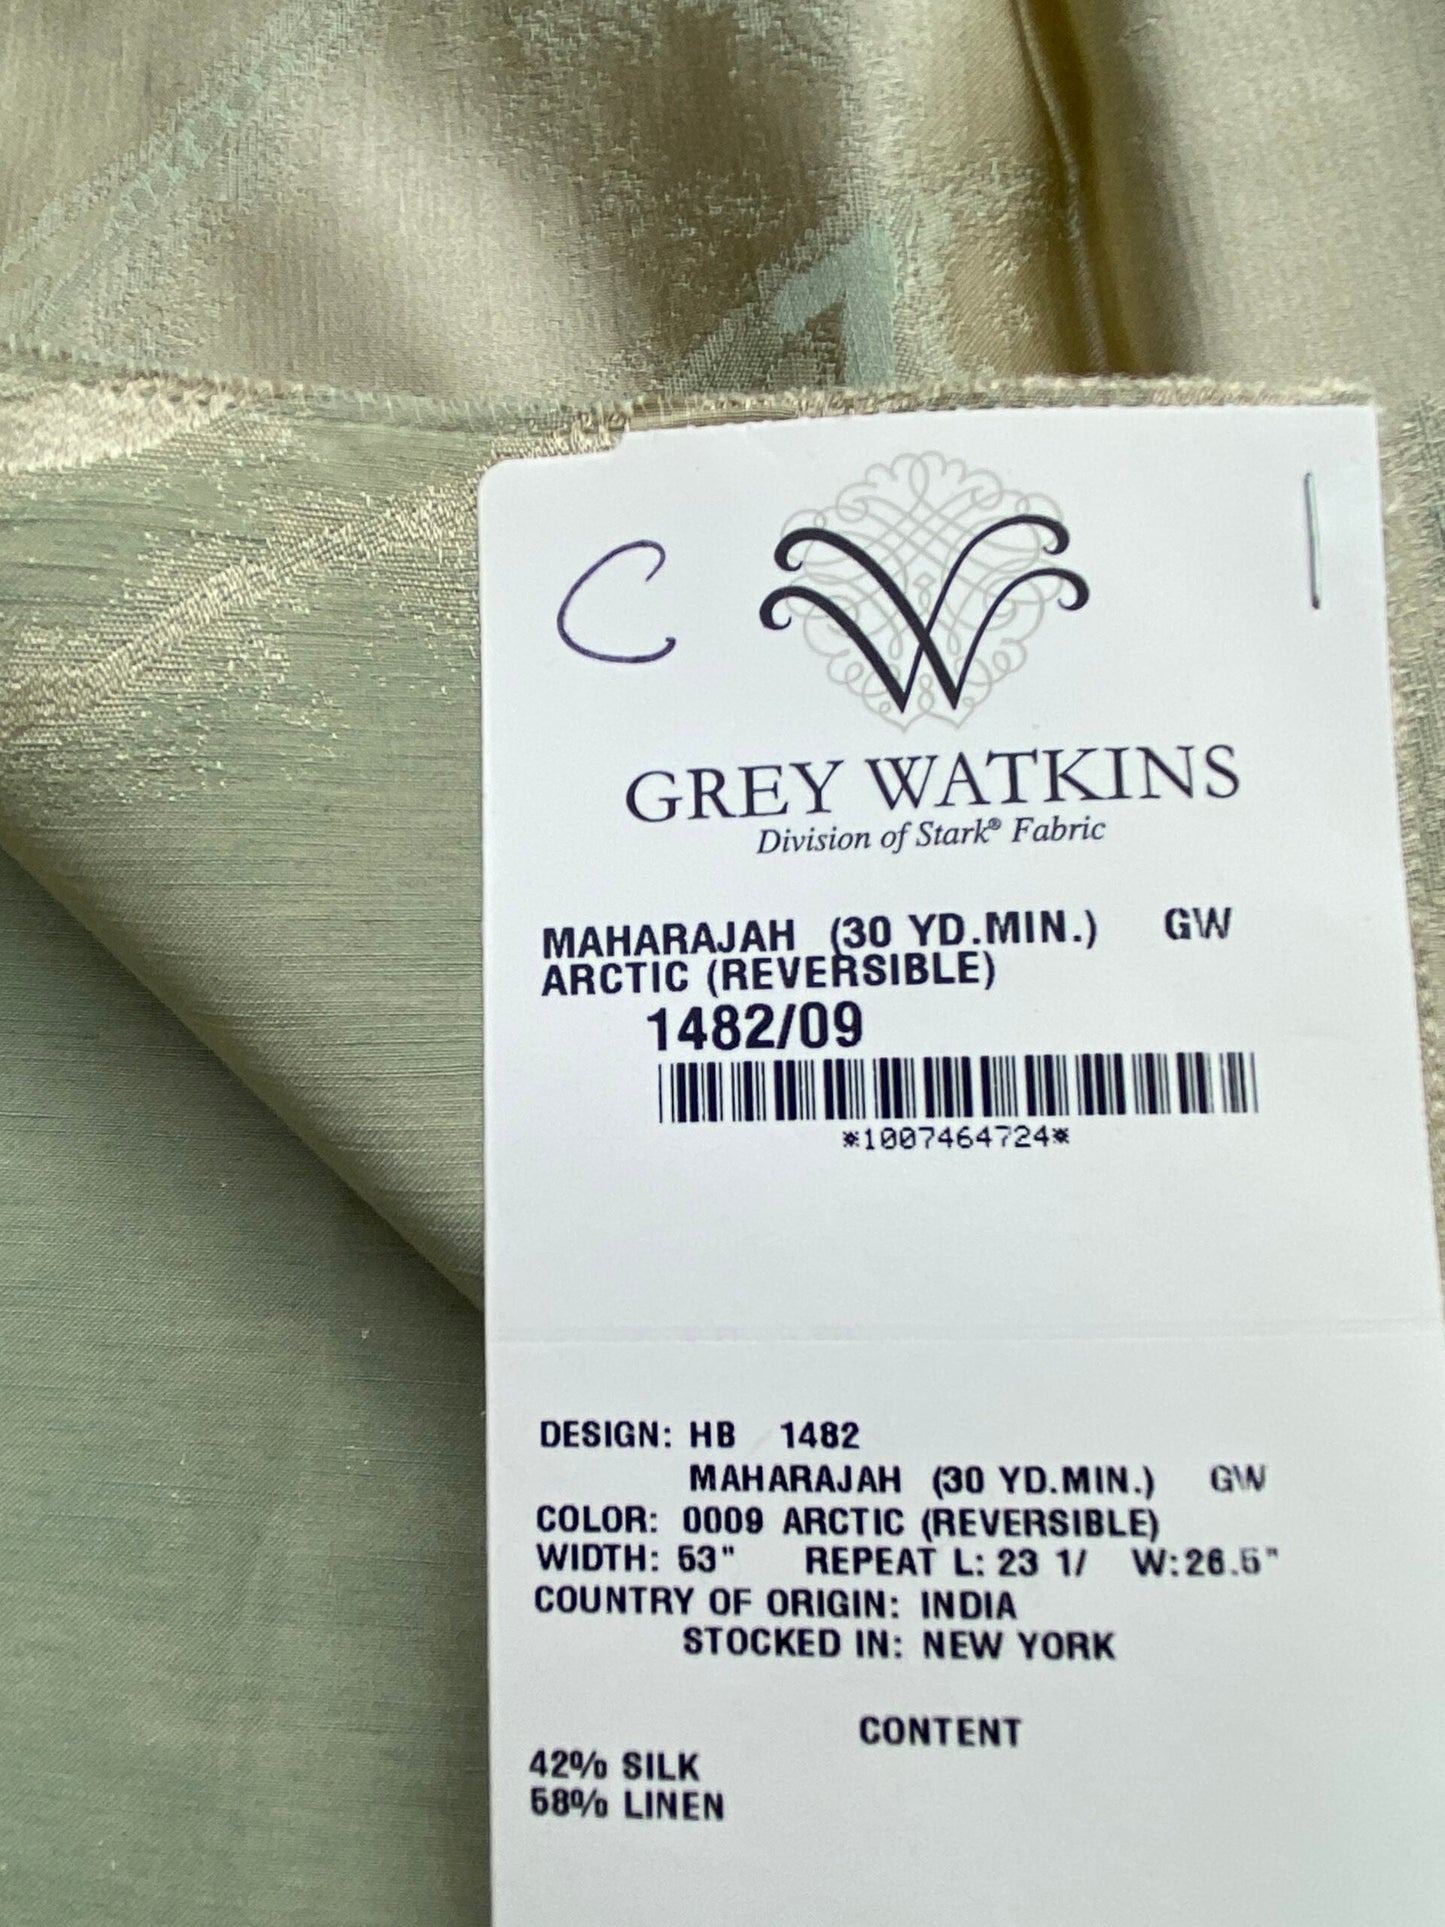 C
W
GREY WATKINS
Division of Stark® Fabric
MAHARAJAH (30 YD.MIN.) GW
ARCTIC (REVERSIBLE)
1482/09
*1007464724*
DESIGN: HB 1482
MAHARAJAH (30 YD.MIN.) GW
COLOR: 0009 ARCTIC (REVERSIBLE)
WIDTH: 53" REPEAT L: 23 1/ W:26.5"
COUNTRY OF ORIGIN: INDIA
STOCKED IN: NEW YORK
CONTENT
42% SILK
58% LINEN